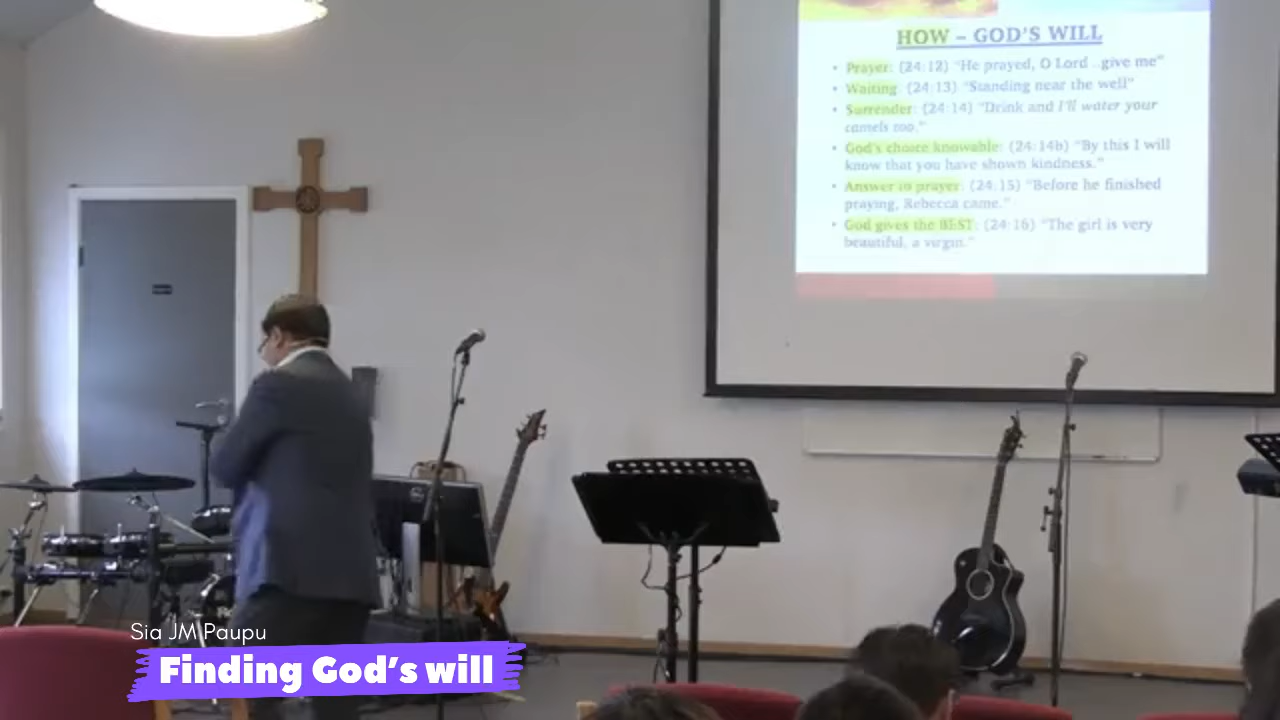 HOW – GOD'S WILL
• Prayer: (24:12) "He prayed, O Lord ..give me"
• Waiting: (24:13) "Standing near the well"
• Surrender: (24:14) "Drink and I'll water your
camels too."
• God's choice knowable: (24:14b) "By this I will
know that you have shown kindness."
• Answer to prayer: (24:15) "Before he finished
praying, Rebecca came."
• God gives the BEST: (24:16) "The girl is very
beautiful, a virgin."
Sia JM Paupu
Finding God's will